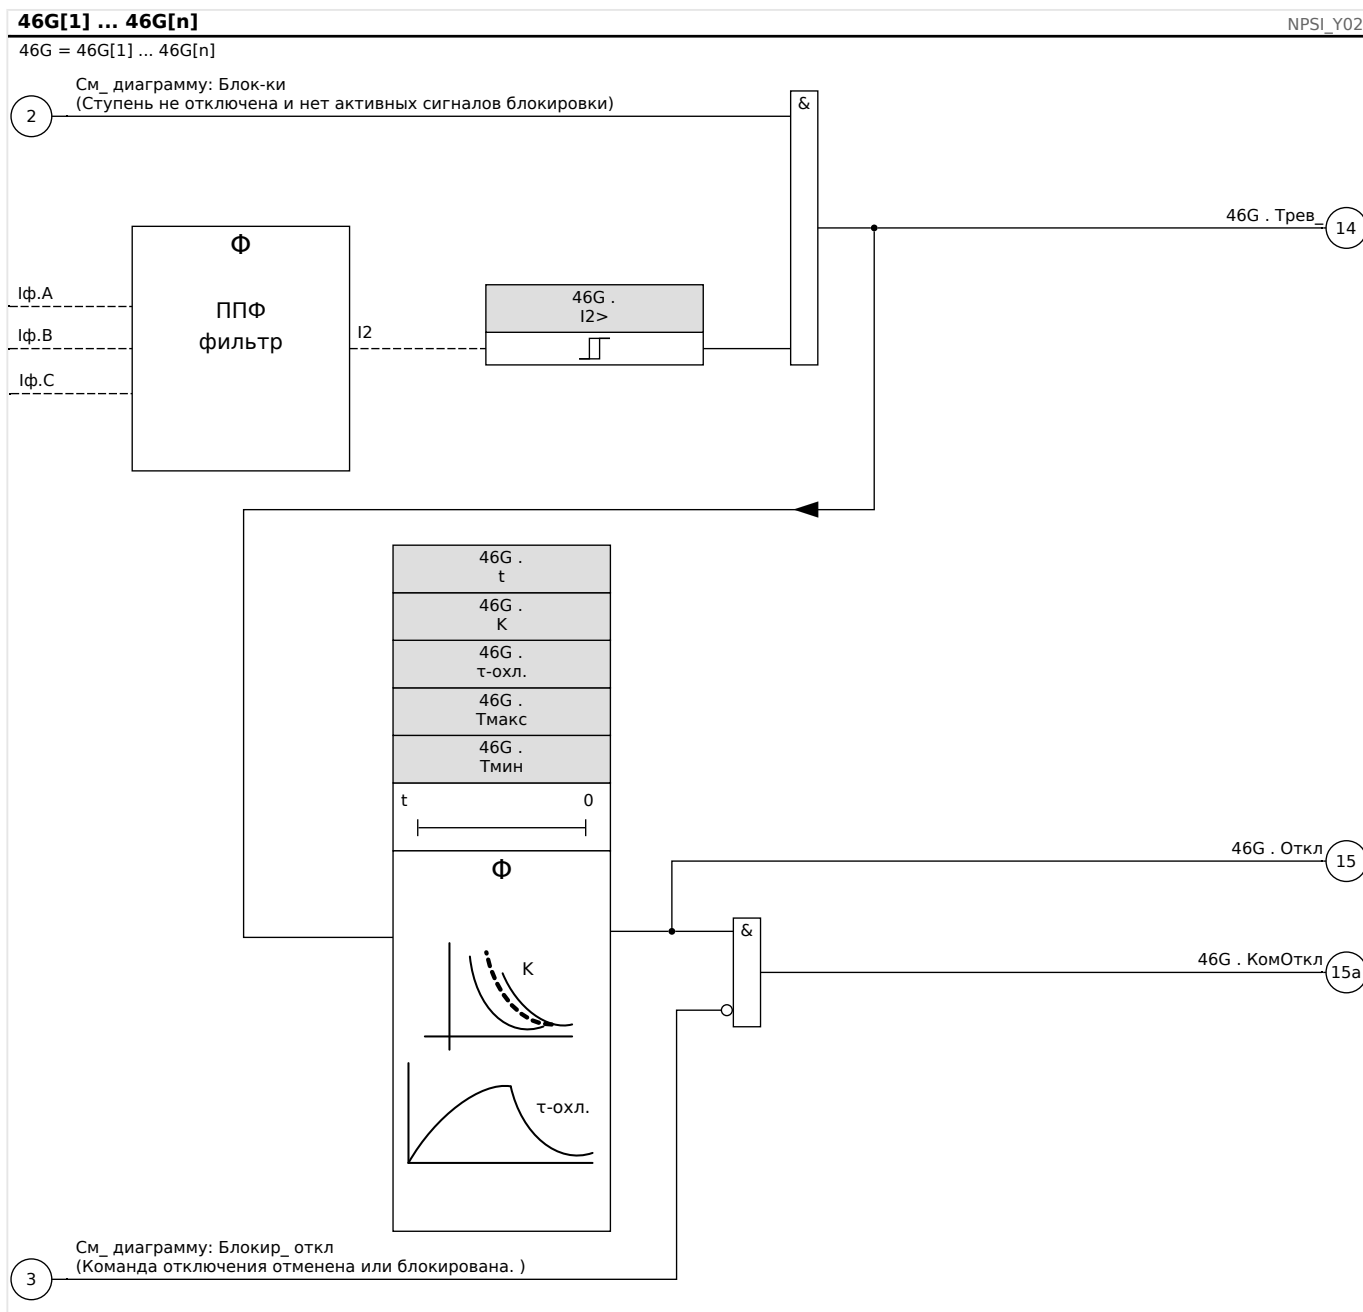 46G[1] ... 46G[n]
NPSI_Y02
46G = 46G[1] ... 46G[n]
См_ диаграмму: Блок-ки
(Ступень не отключена и нет активных сигналов блокировки)
2
&
46G . Трев_
14
Ф
ППФ
фильтр
Iф.A
Iф.B
Iф.C
I2
46G .
I2>
46G .
t
46G .
K
46G .
τ-охл.
46G .
Tмакс
46G .
Tмин
t
0
Ф
K
τ-охл.
46G . Откл
15
&
46G . КомОткл
15a
См_ диаграмму: Блокир_ откл
(Команда отключения отменена или блокирована. )
3